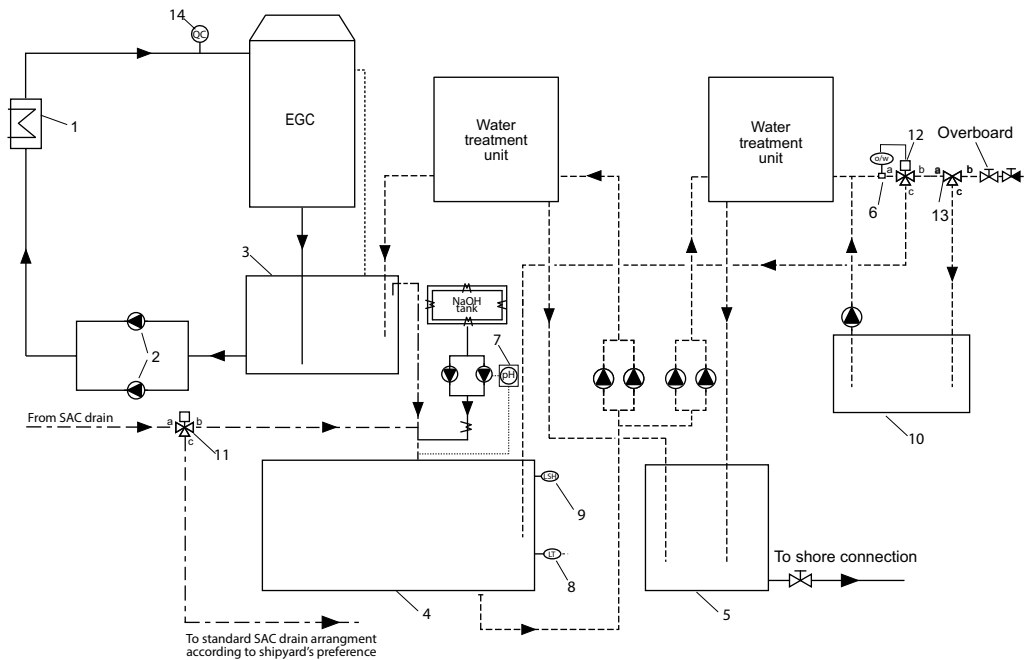 14
QC
EGC
1
Water
treatment
unit
Water
treatment
unit
12
Overboard
o/w
a
b
a
b
c
c
6
13
3
NaOH
tank
2
7
pH
From SAC drain
a
b
c
11
10
LSH
9
LT
8
To shore connection
4
5
To standard SAC drain arrangment
according to shipyard's preference